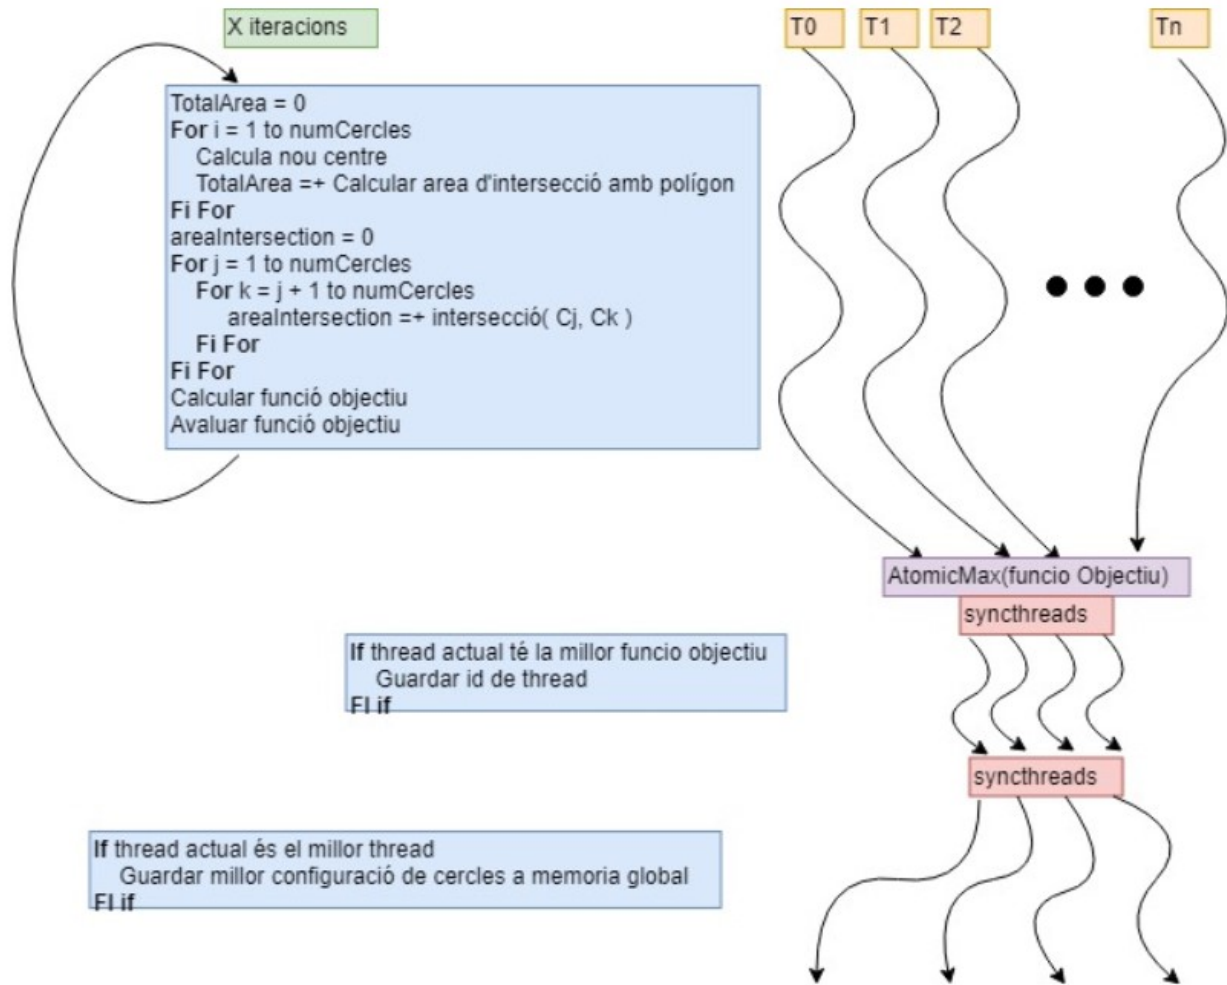 X iteracions
T0
T1
T2
Tn
TotalArea = 0
For i = 1 to numCercles
Calcula nou centre
TotalArea =+ Calcular area d'intersecció amb polígon
Fi For
areaIntersection = 0
For j = 1 to numCercles
For k = j + 1 to numCercles
areaIntersection =+ intersecció( Cj, Ck )
Fi For
Fi For
Calcular funció objectiu
Avaluar funció objectiu
AtomicMax(funcio Objectiu)
syncthreads
If thread actual té la millor funcio objectiu
Guardar id de thread
FI if
syncthreads
If thread actual és el millor thread
Guardar millor configuració de cercles a memoria global
FI if